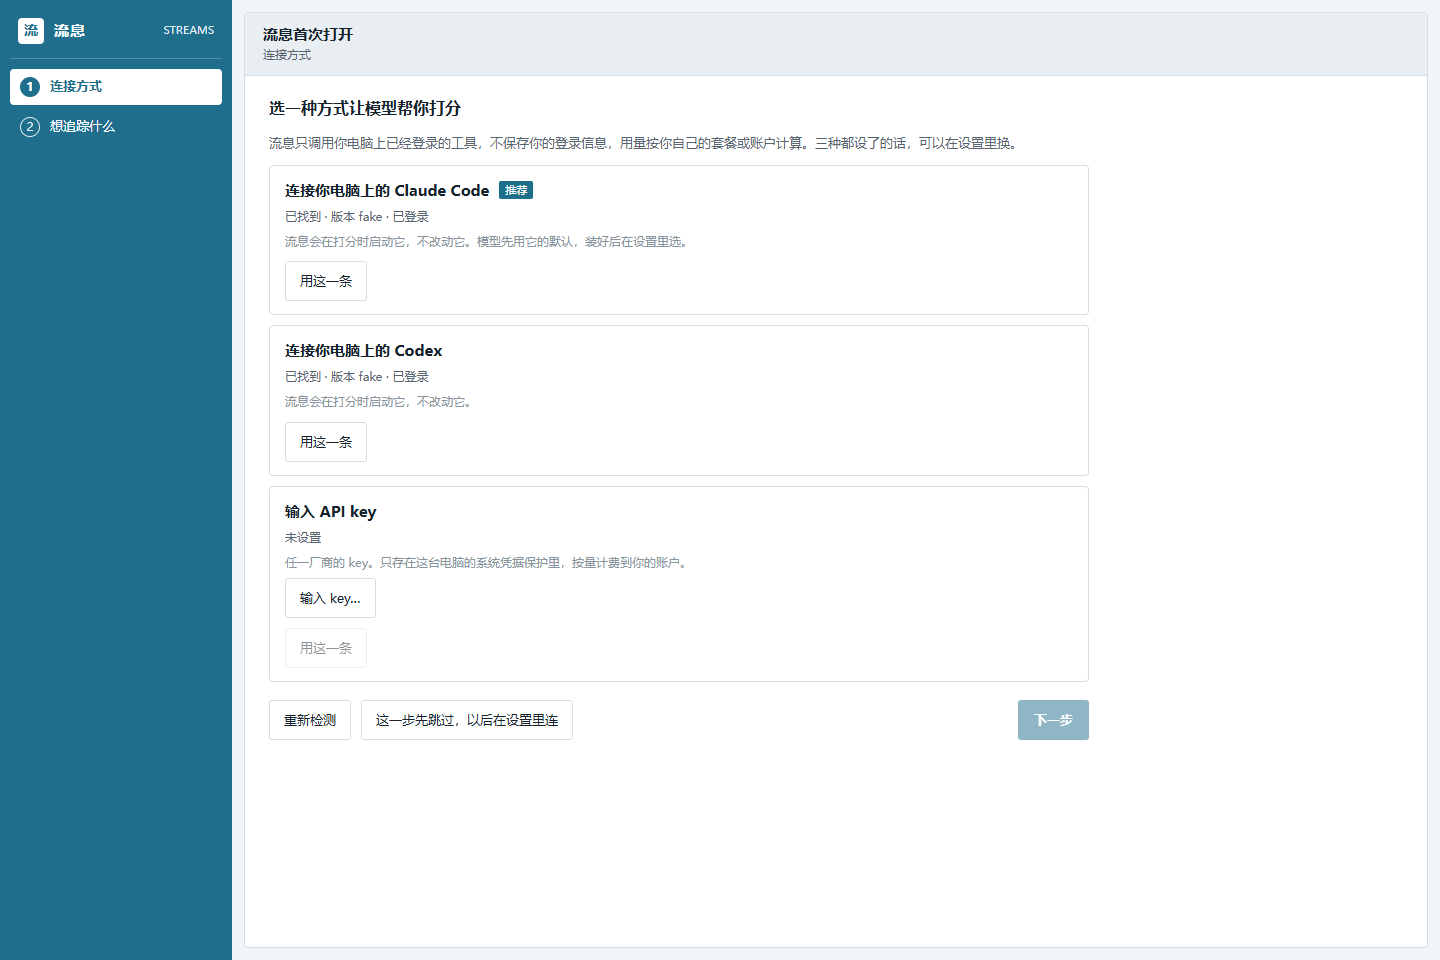 流 流息 STREAMS
1 连接方式
2 想追踪什么
流息首次打开
连接方式
选一种方式让模型帮你打分
流息只调用你电脑上已经登录的工具，不保存你的登录信息，用量按你自己的套餐或账户计算。三种都设了的话，可以在设置里换。
连接你电脑上的 Claude Code 推荐
已找到 · 版本 fake · 已登录
流息会在打分时启动它，不改动它。模型先用它的默认，装好后在设置里选。
用这一条
连接你电脑上的 Codex
已找到 · 版本 fake · 已登录
流息会在打分时启动它，不改动它。
用这一条
输入 API key
未设置
任一厂商的 key。只存在这台电脑的系统凭据保护里，按量计费到你的账户。
输入 key...
用这一条
重新检测 这一步先跳过，以后在设置里连 下一步